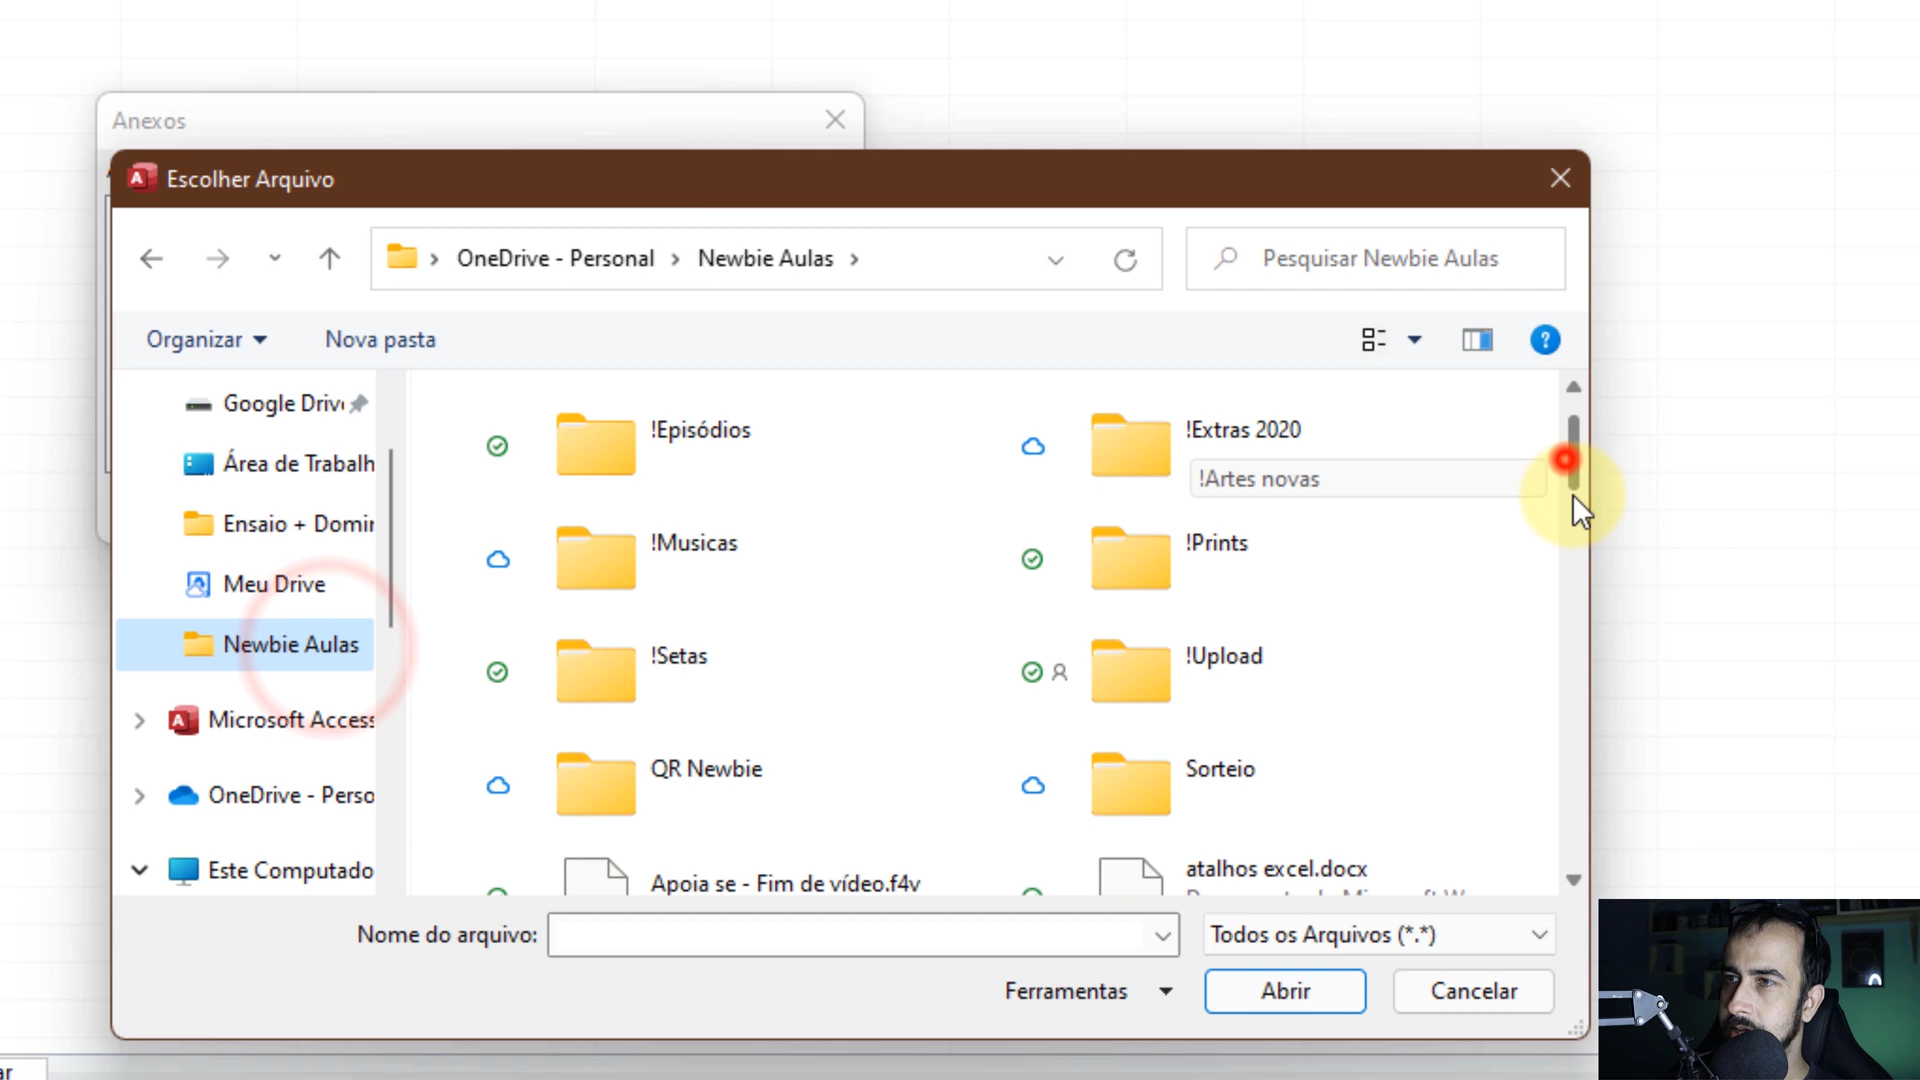 Anexos
Escolher Arquivo
OneDrive - Personal > Newbie Aulas >
Pesquisar Newbie Aulas
Organizar
Nova pasta
Google Driv
Área de Trabalh
Ensaio + Domir
Meu Drive
Newbie Aulas
Microsoft Access
OneDrive - Perso
Este Computado
!Episódios
!Extras 2020
!Artes novas
!Musicas
!Prints
!Setas
!Upload
QR Newbie
Sorteio
Apoia se - Fim de vídeo.f4v
atalhos excel.docx
Nome do arquivo:
Todos os Arquivos (*.*)
Ferramentas
Abrir
Cancelar
ar